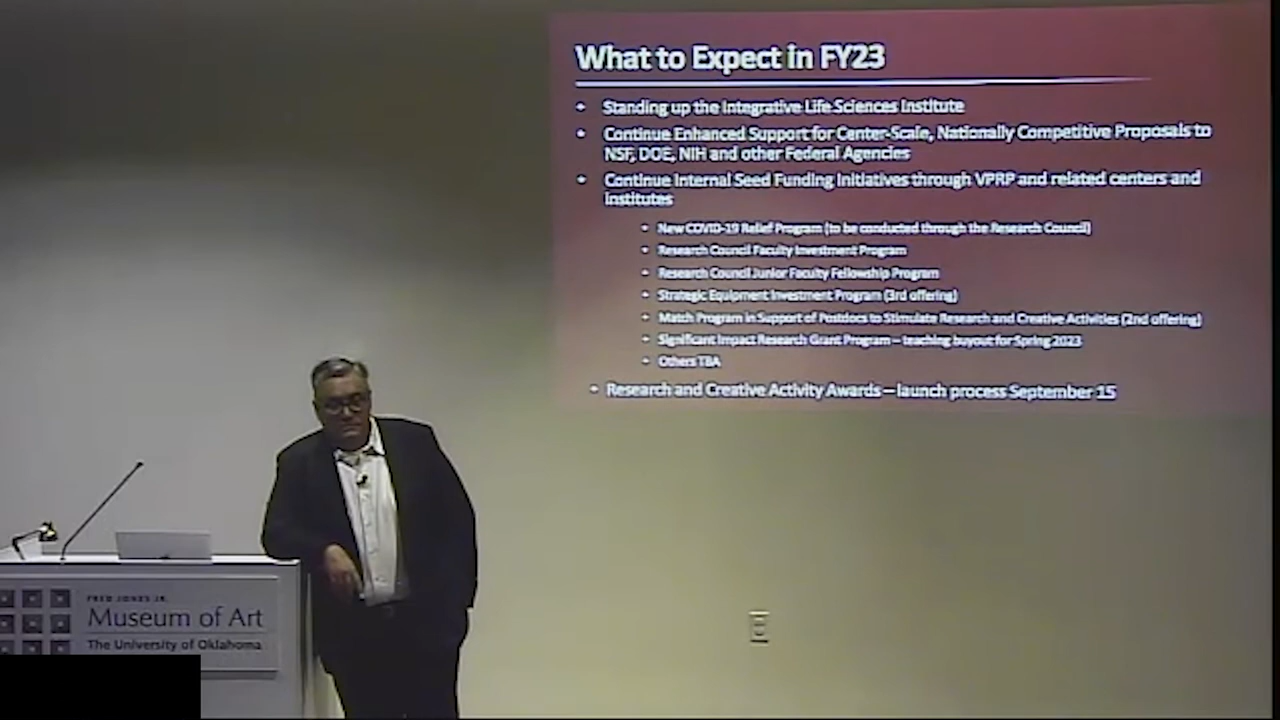 What to Expect in FY23
Standing up the Integrative Life Sciences Institute
Continue Enhanced Support for Center-Scale, Nationally Competitive Proposals to
NSF, DOE, NIH and other Federal Agencies
Continue Internal Seed Funding Initiatives through VPRP and related centers and
institutes
New COVID-19 Relief Program (to be conducted through the Research Council)
Research Council Faculty Investment Program
Research Council Junior Faculty Fellowship Program
Strategic Equipment Investment Program (3rd offering)
Match Program in Support of Postdocs to Stimulate Research and Creative Activities (2nd offering)
Significant Impact Research Grant Program – teaching buyout for Spring 2023
Others TBA
Research and Creative Activity Awards – launch process September 15
FRED JONES JR.
Museum of Art
The University of Oklahoma